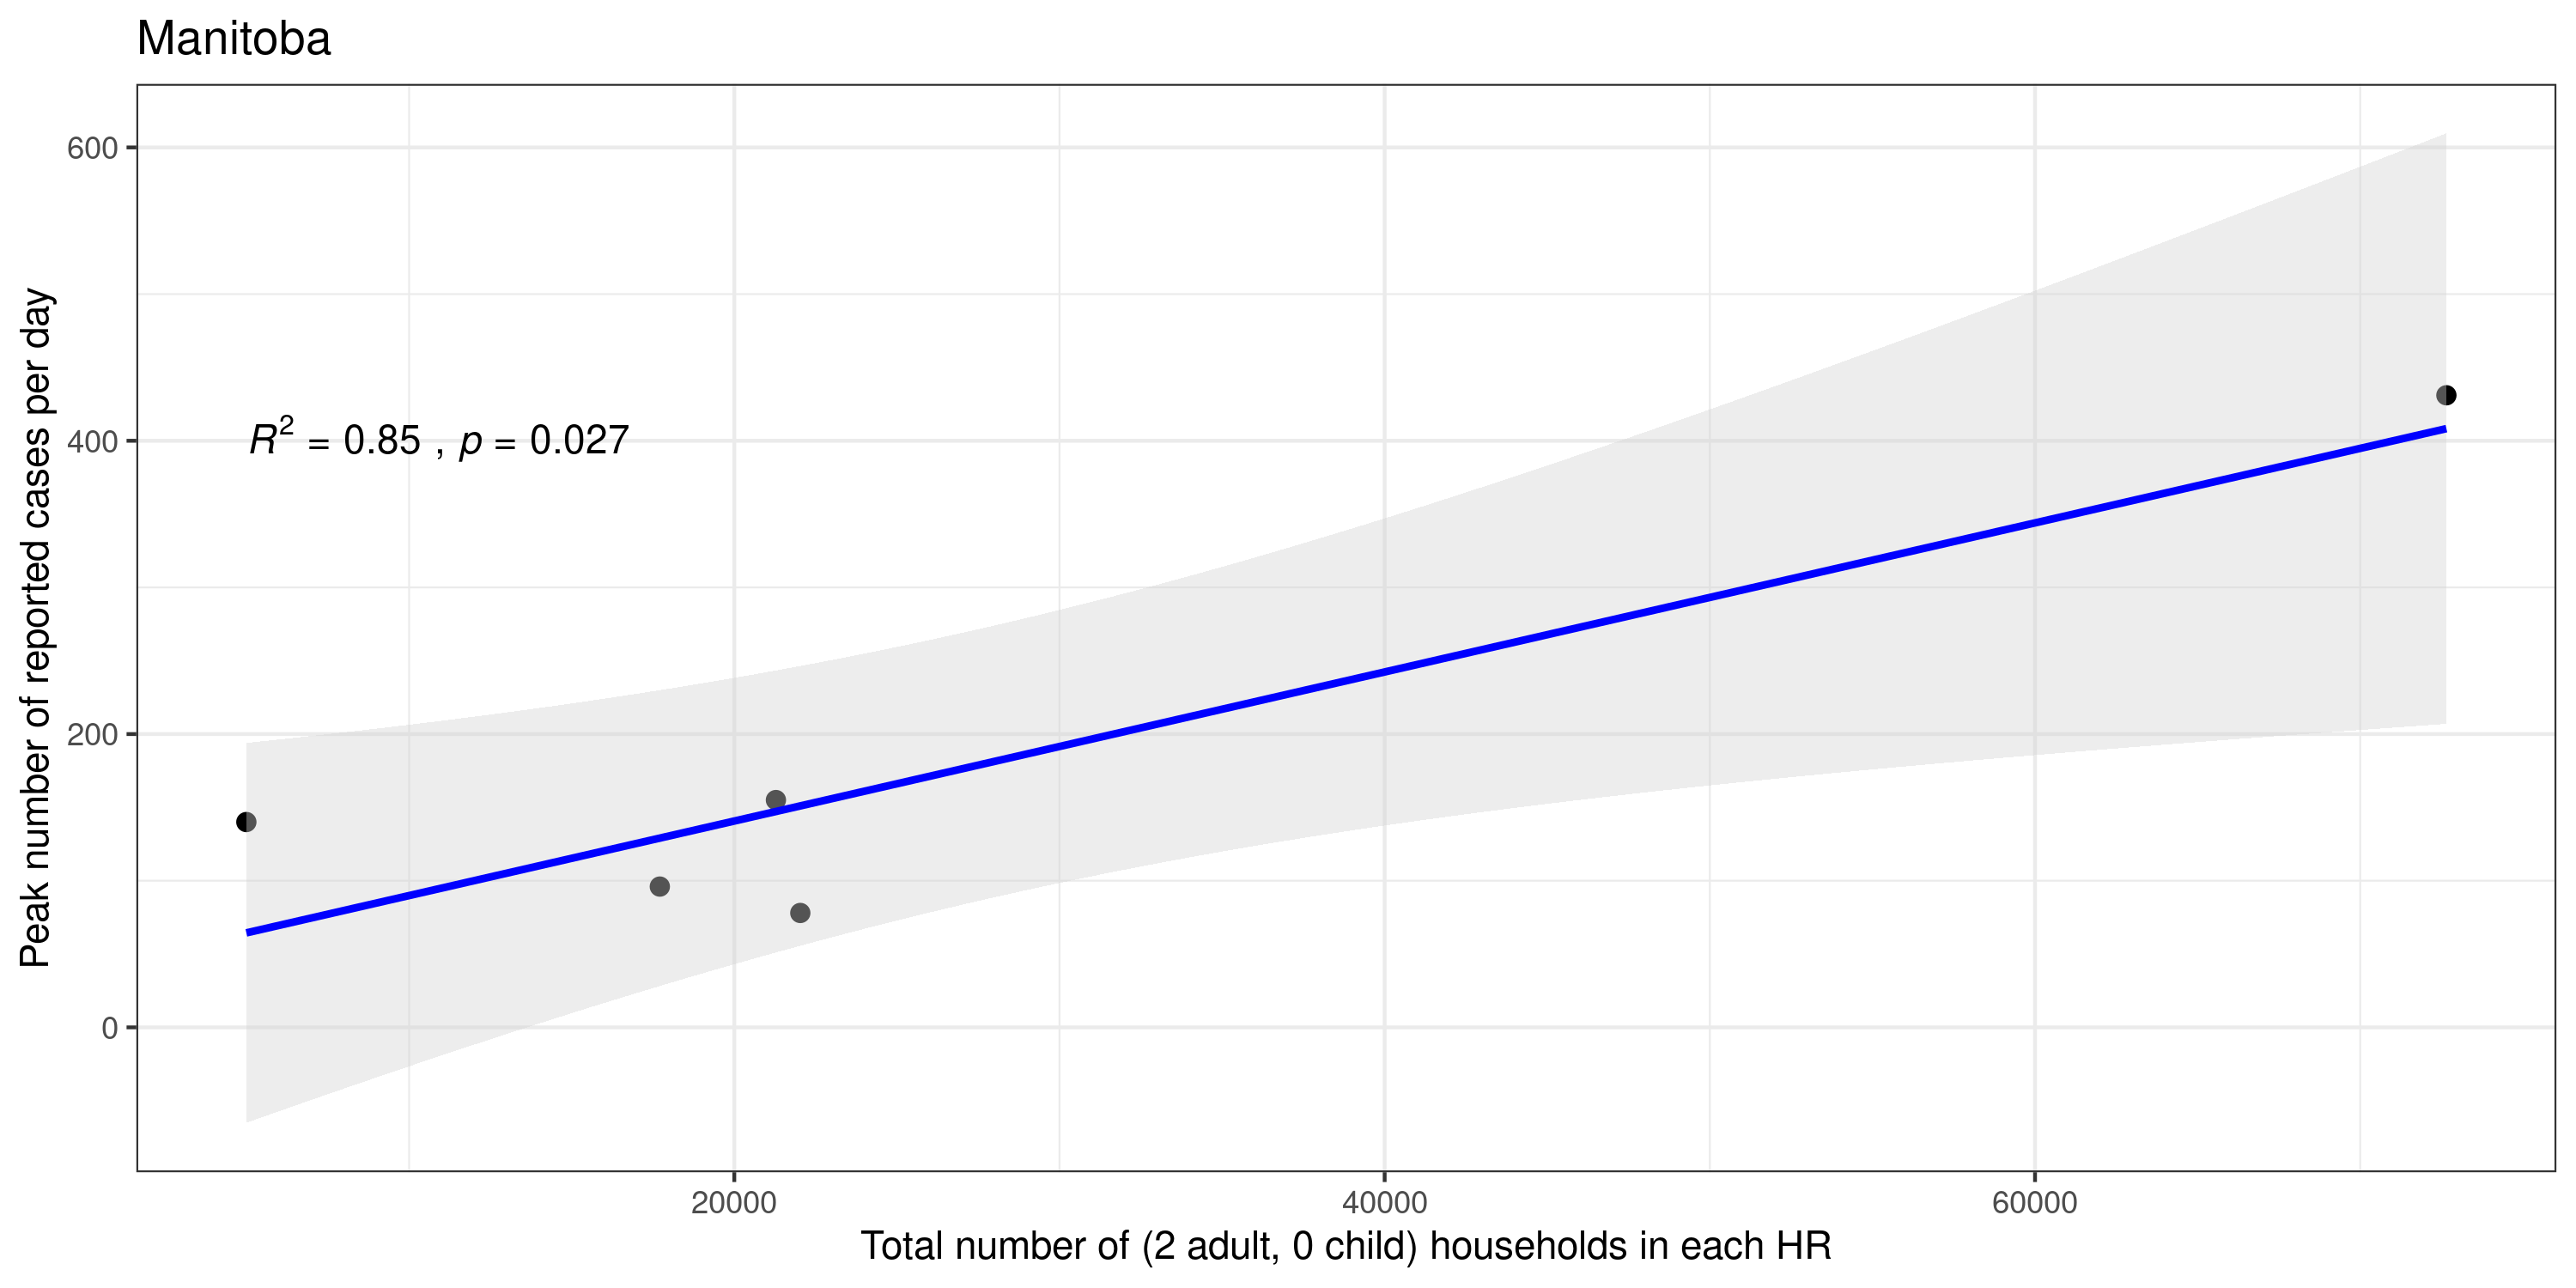 Manitoba
Peak number of reported cases per day
600
400
200
0
R² = 0.85 , p = 0.027
20000 40000 60000
Total number of (2 adult, 0 child) households in each HR